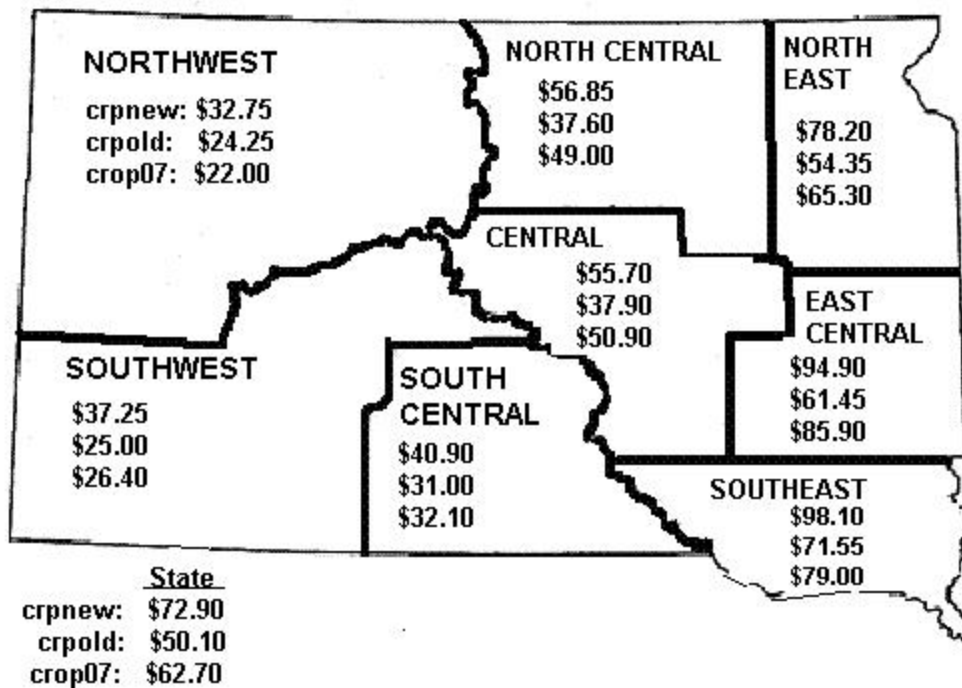 NORTHWEST
crpnew: $32.75
crpold: $24.25
crop07: $22.00
NORTH CENTRAL
$56.85
$37.60
$49.00
NORTH
EAST
$78.20
$54.35
$65.30
CENTRAL
$55.70
$37.90
$50.90
EAST
CENTRAL
$94.90
$61.45
$85.90
SOUTHWEST
$37.25
$25.00
$26.40
SOUTH
CENTRAL
$40.90
$31.00
$32.10
SOUTHEAST
$98.10
$71.55
$79.00
State
crpnew: $72.90
crpold: $50.10
crop07: $62.70